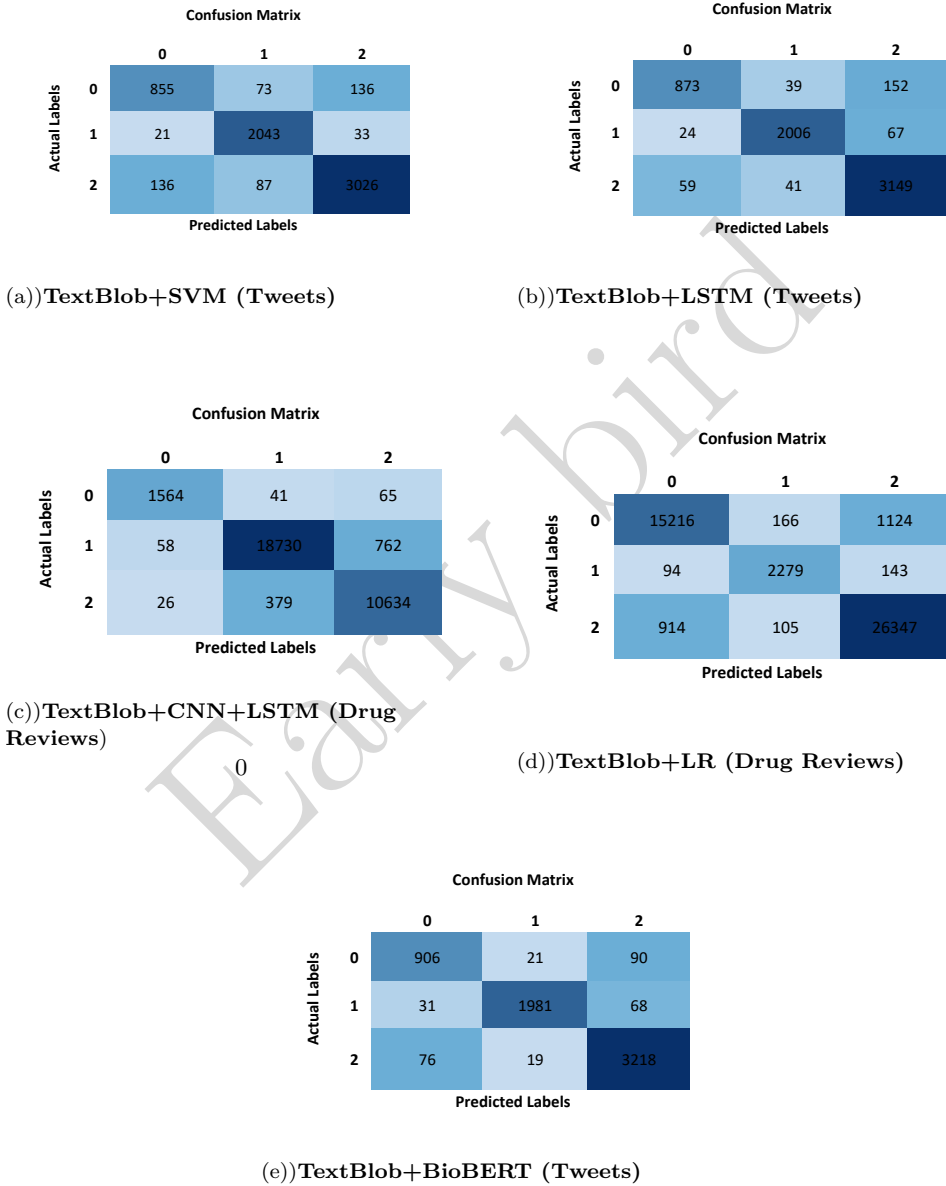 Confusion Matrix
0 1 2
Actual Labels
0 855 73 136
1 21 2043 33
2 136 87 3026
Predicted Labels
(a))TextBlob+SVM (Tweets)
Confusion Matrix
0 1 2
Actual Labels
0 873 39 152
1 24 2006 67
2 59 41 3149
Predicted Labels
(b))TextBlob+LSTM (Tweets)
Confusion Matrix
0 1 2
Actual Labels
0 1564 41 65
1 58 18730 762
2 26 379 10634
Predicted Labels
(c))TextBlob+CNN+LSTM (Drug
Reviews)
0
Confusion Matrix
0 1 2
Actual Labels
0 15216 166 1124
1 94 2279 143
2 914 105 26347
Predicted Labels
(d))TextBlob+LR (Drug Reviews)
Confusion Matrix
0 1 2
Actual Labels
0 906 21 90
1 31 1981 68
2 76 19 3218
Predicted Labels
(e))TextBlob+BioBERT (Tweets)
Early bird